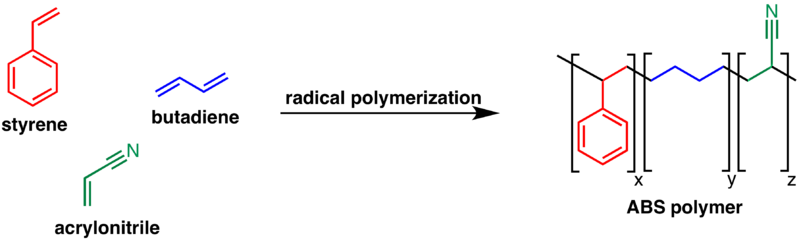 styrene
butadiene
N
acrylonitrile
radical polymerization
N
x
y
z
ABS polymer